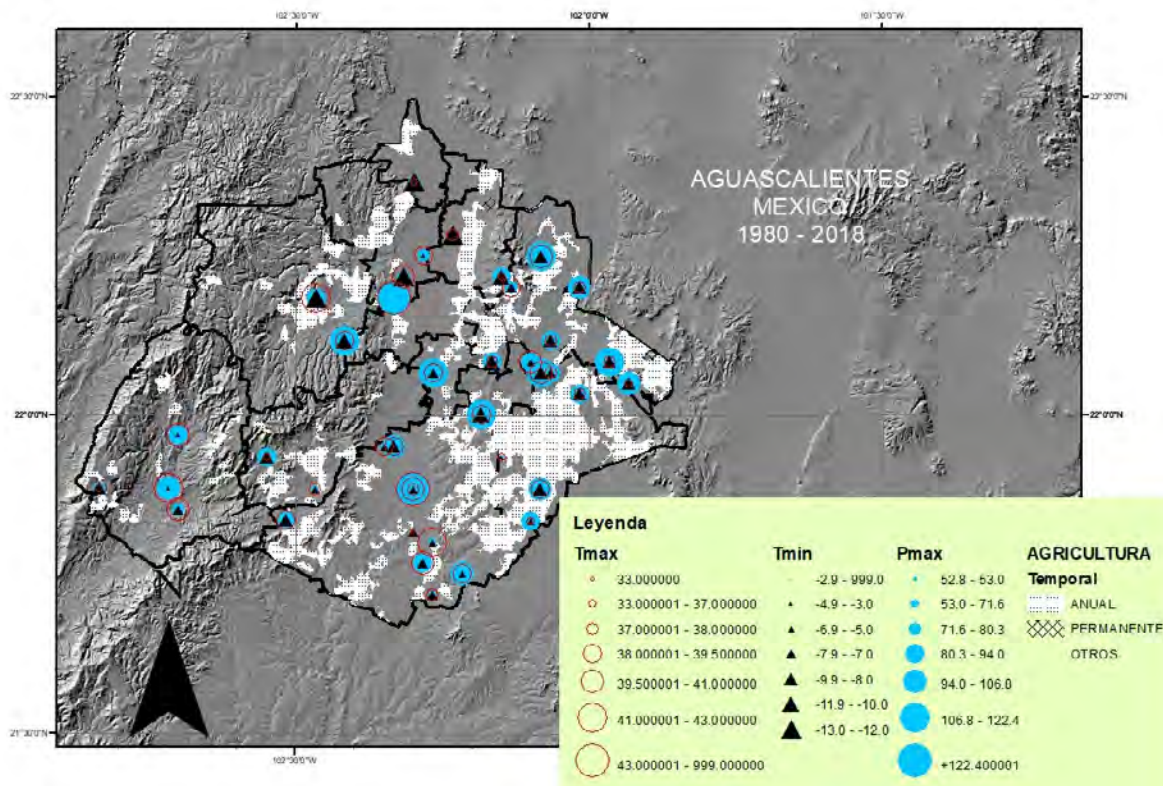 102°30'0"W 102°0'0"W 101°30'0"W
22°30'0"N 22°30'0"N
AGUASCALIENTES
MEXICO
1980 - 2018
22°0'0"N 22°0'0"N
21°30'0"N
102°30'0"W
Leyenda
Tmax Tmin Pmax AGRICULTURA
33.000000 -2.9 - 999.0 52.8 - 53.0 Temporal
33.000001 - 37.000000 -4.9 - -3.0 53.0 - 71.6 ANUAL
37.000001 - 38.000000 -6.9 - -5.0 71.6 - 80.3 PERMANENTE
38.000001 - 39.500000 -7.9 - -7.0 80.3 - 94.0 OTROS
39.500001 - 41.000000 -9.9 - -8.0 94.0 - 106.8
41.000001 - 43.000000 -11.9 - -10.0 106.8 - 122.4
43.000001 - 999.000000 -13.0 - -12.0 +122.400001